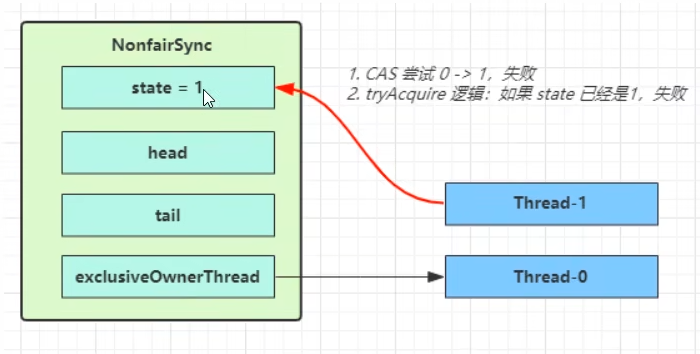 NonfairSync
state = 1
1. CAS 尝试 0 -> 1，失败
2. tryAcquire 逻辑：如果 state 已经是1，失败
head
tail
Thread-1
exclusiveOwnerThread
Thread-0